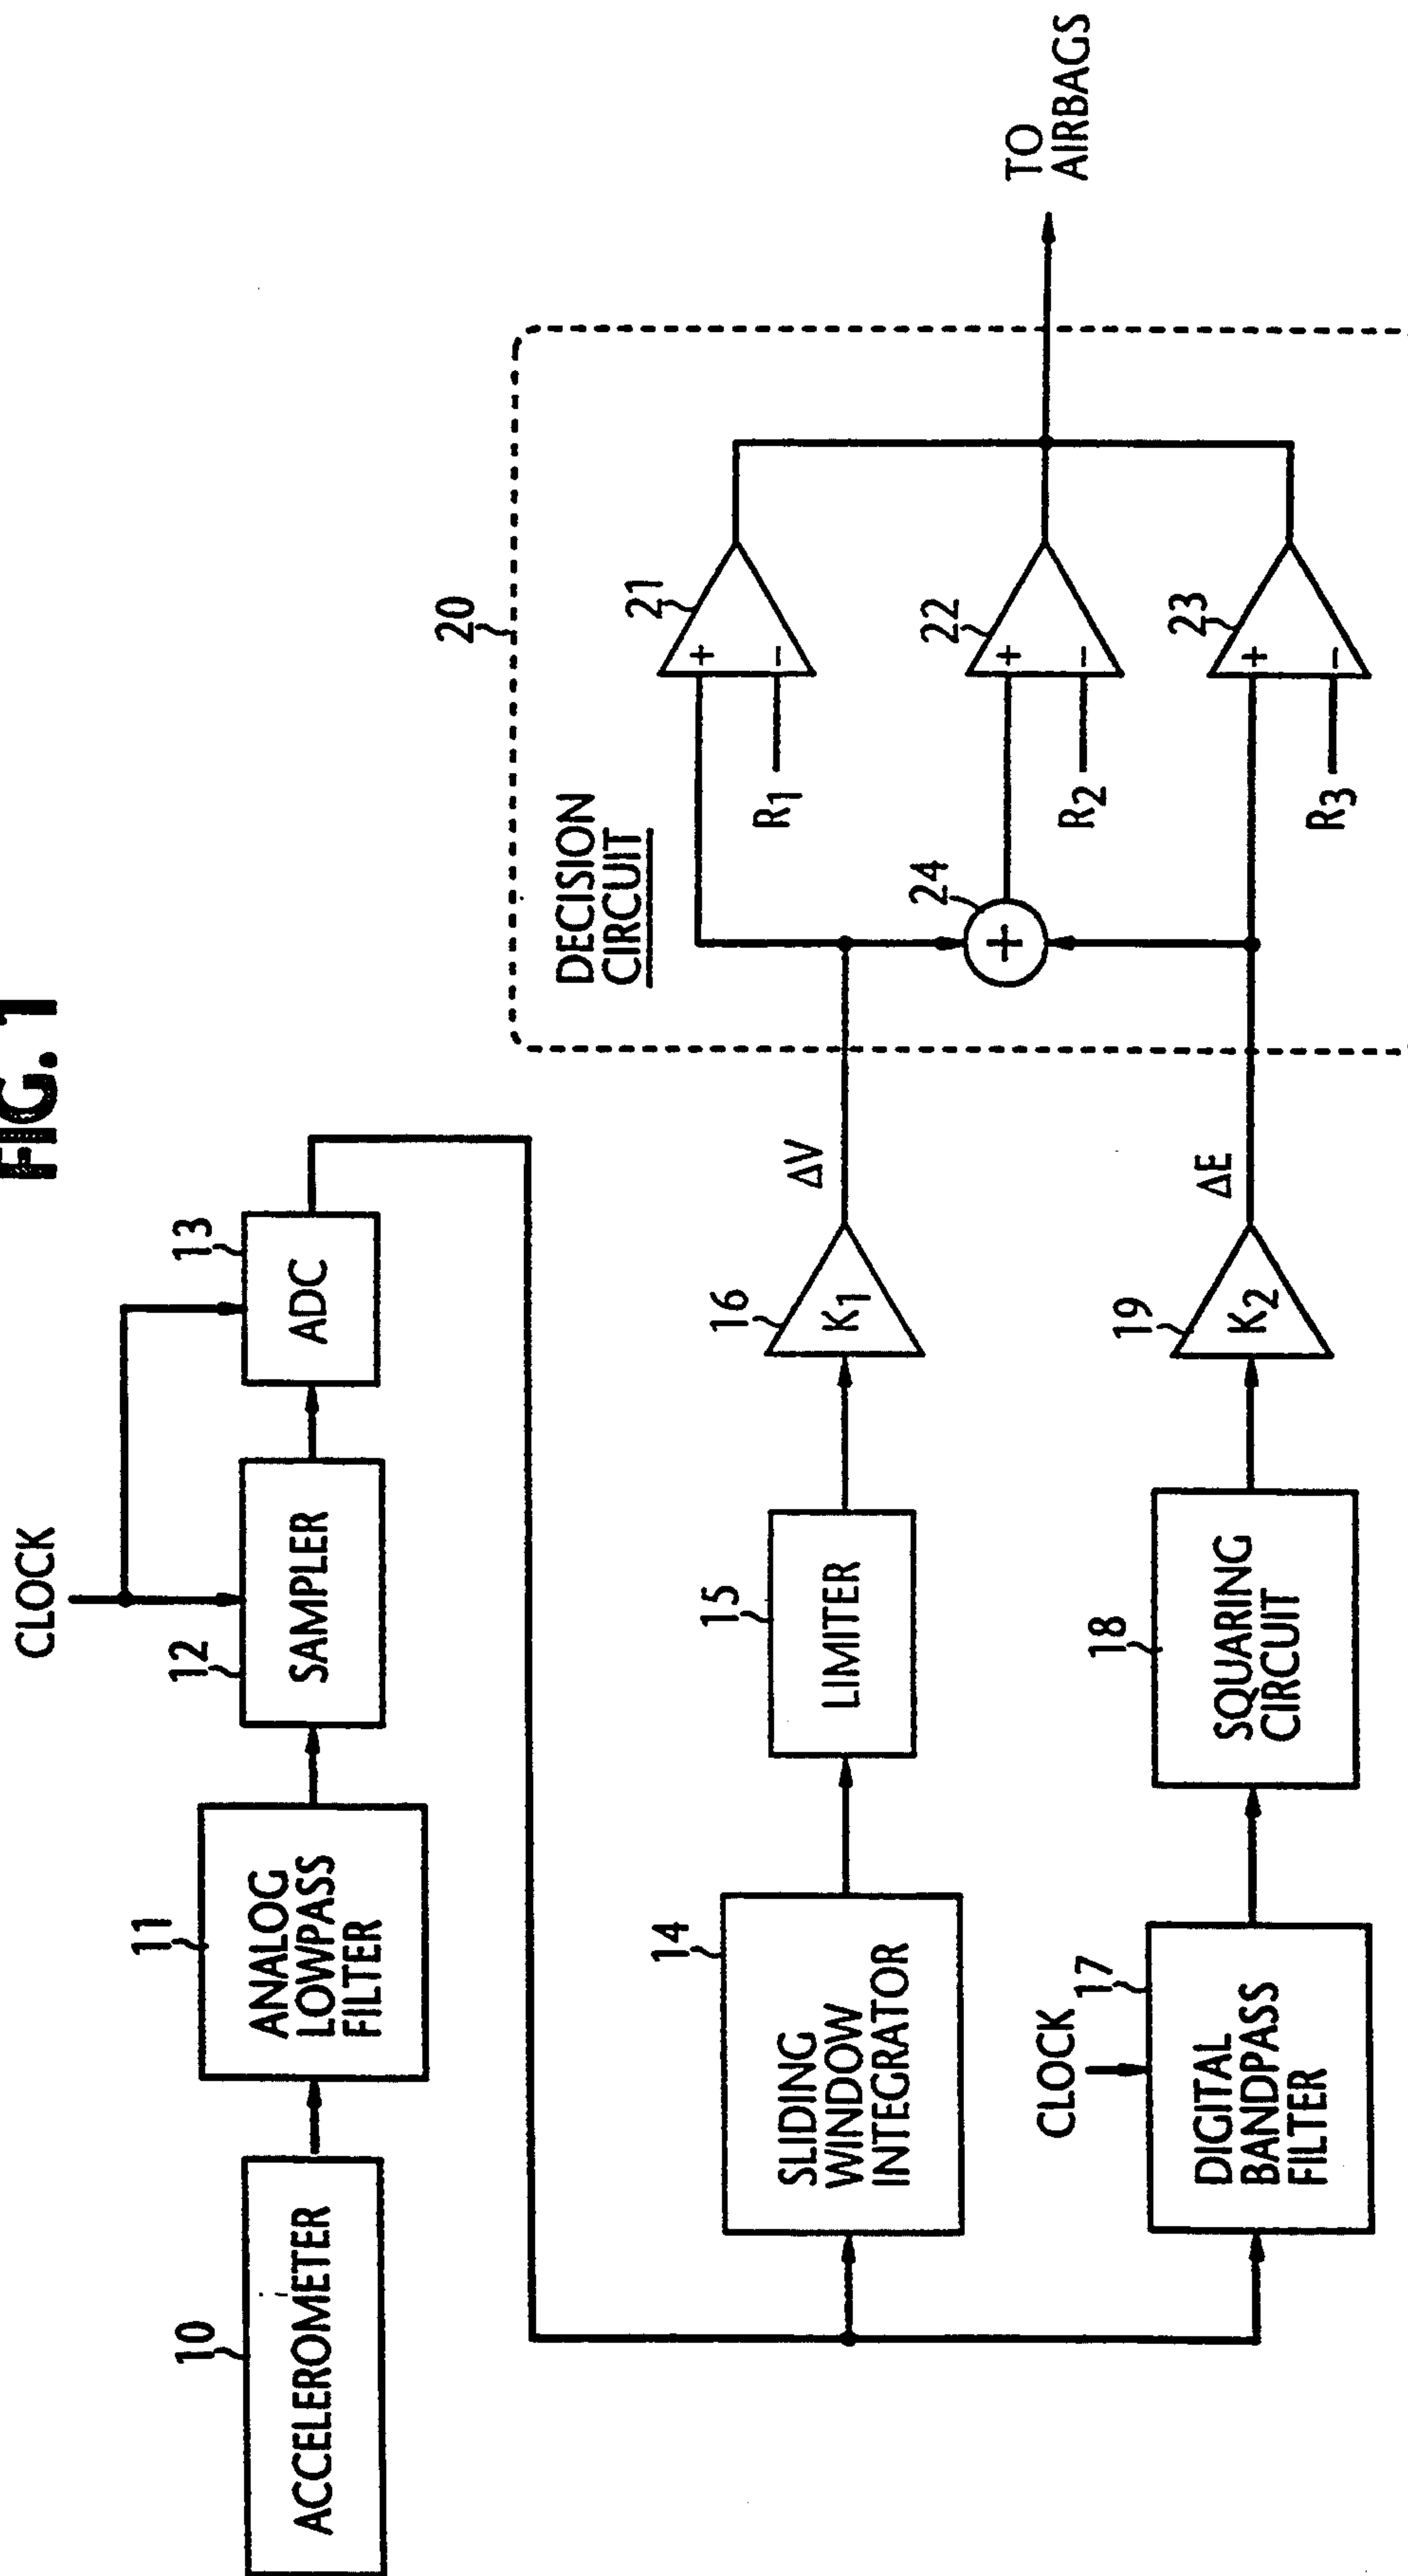 FIG. 1
CLOCK
10
ACCELEROMETER
11
ANALOG
LOWPASS
FILTER
12
SAMPLER
13
ADC
14
SLIDING
WINDOW
INTEGRATOR
15
LIMITER
16
K1
ΔV
CLOCK
17
DIGITAL
BANDPASS
FILTER
18
SQUARING
CIRCUIT
19
K2
ΔE
20
DECISION
CIRCUIT
21
+
−
R1
24
+
22
+
−
R2
23
+
−
R3
TO
AIRBAGS